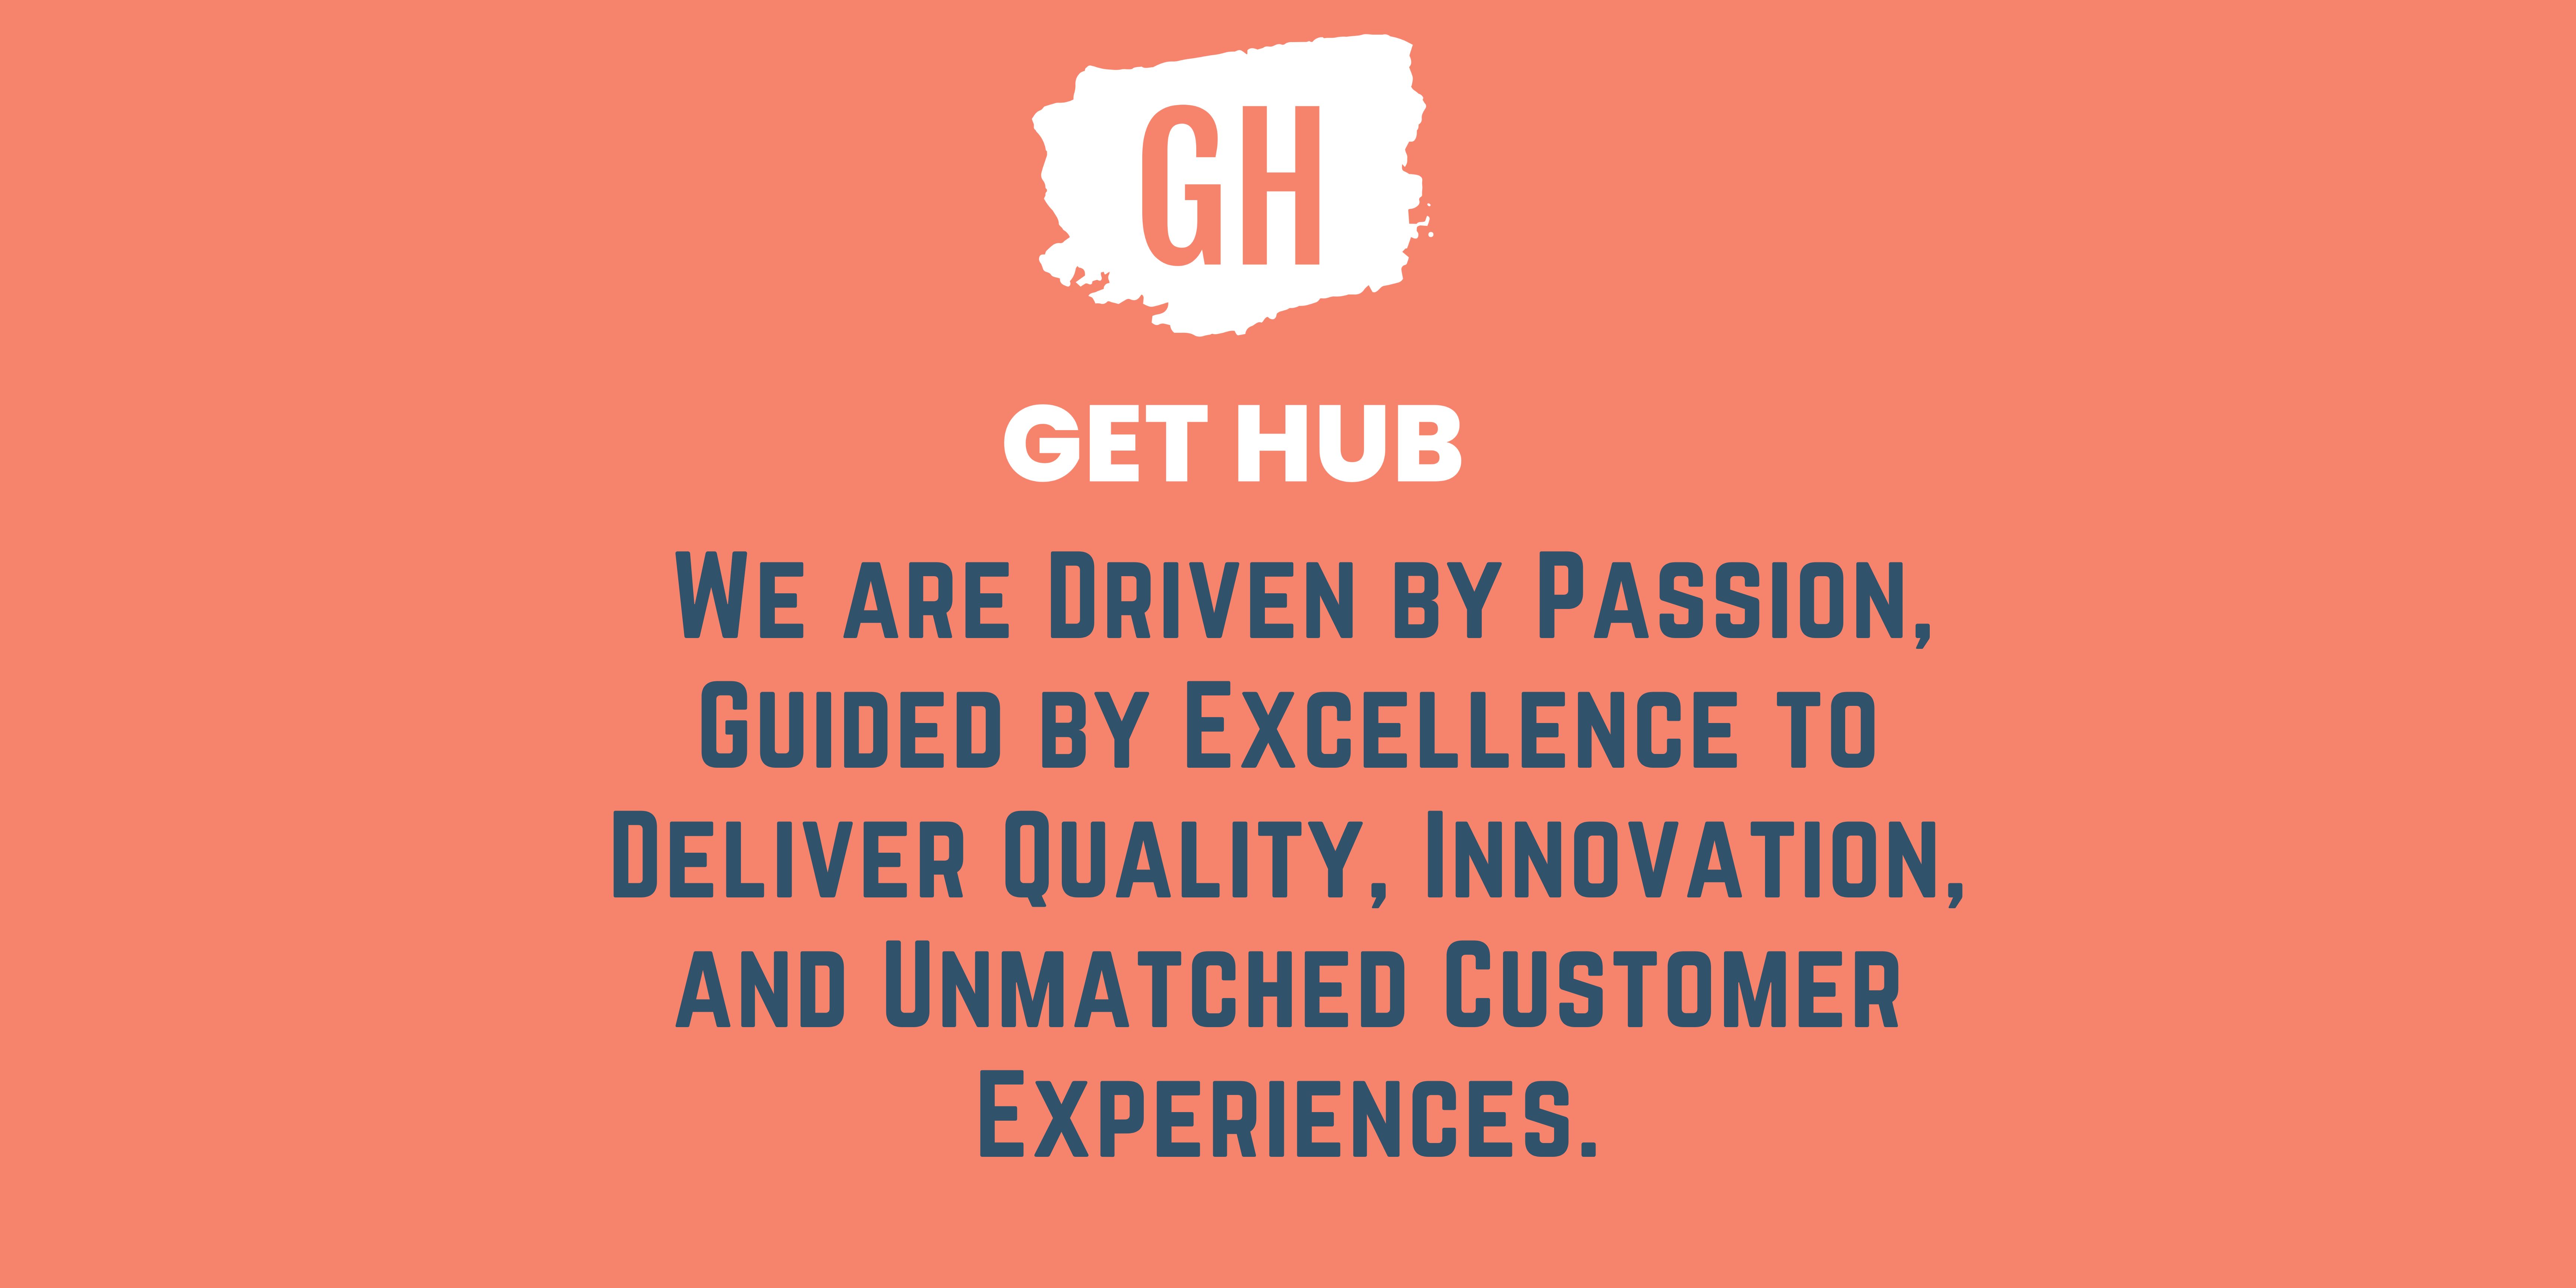 GH
GET HUB
We are Driven by Passion,
Guided by Excellence to
Deliver Quality, Innovation,
and Unmatched Customer
Experiences.